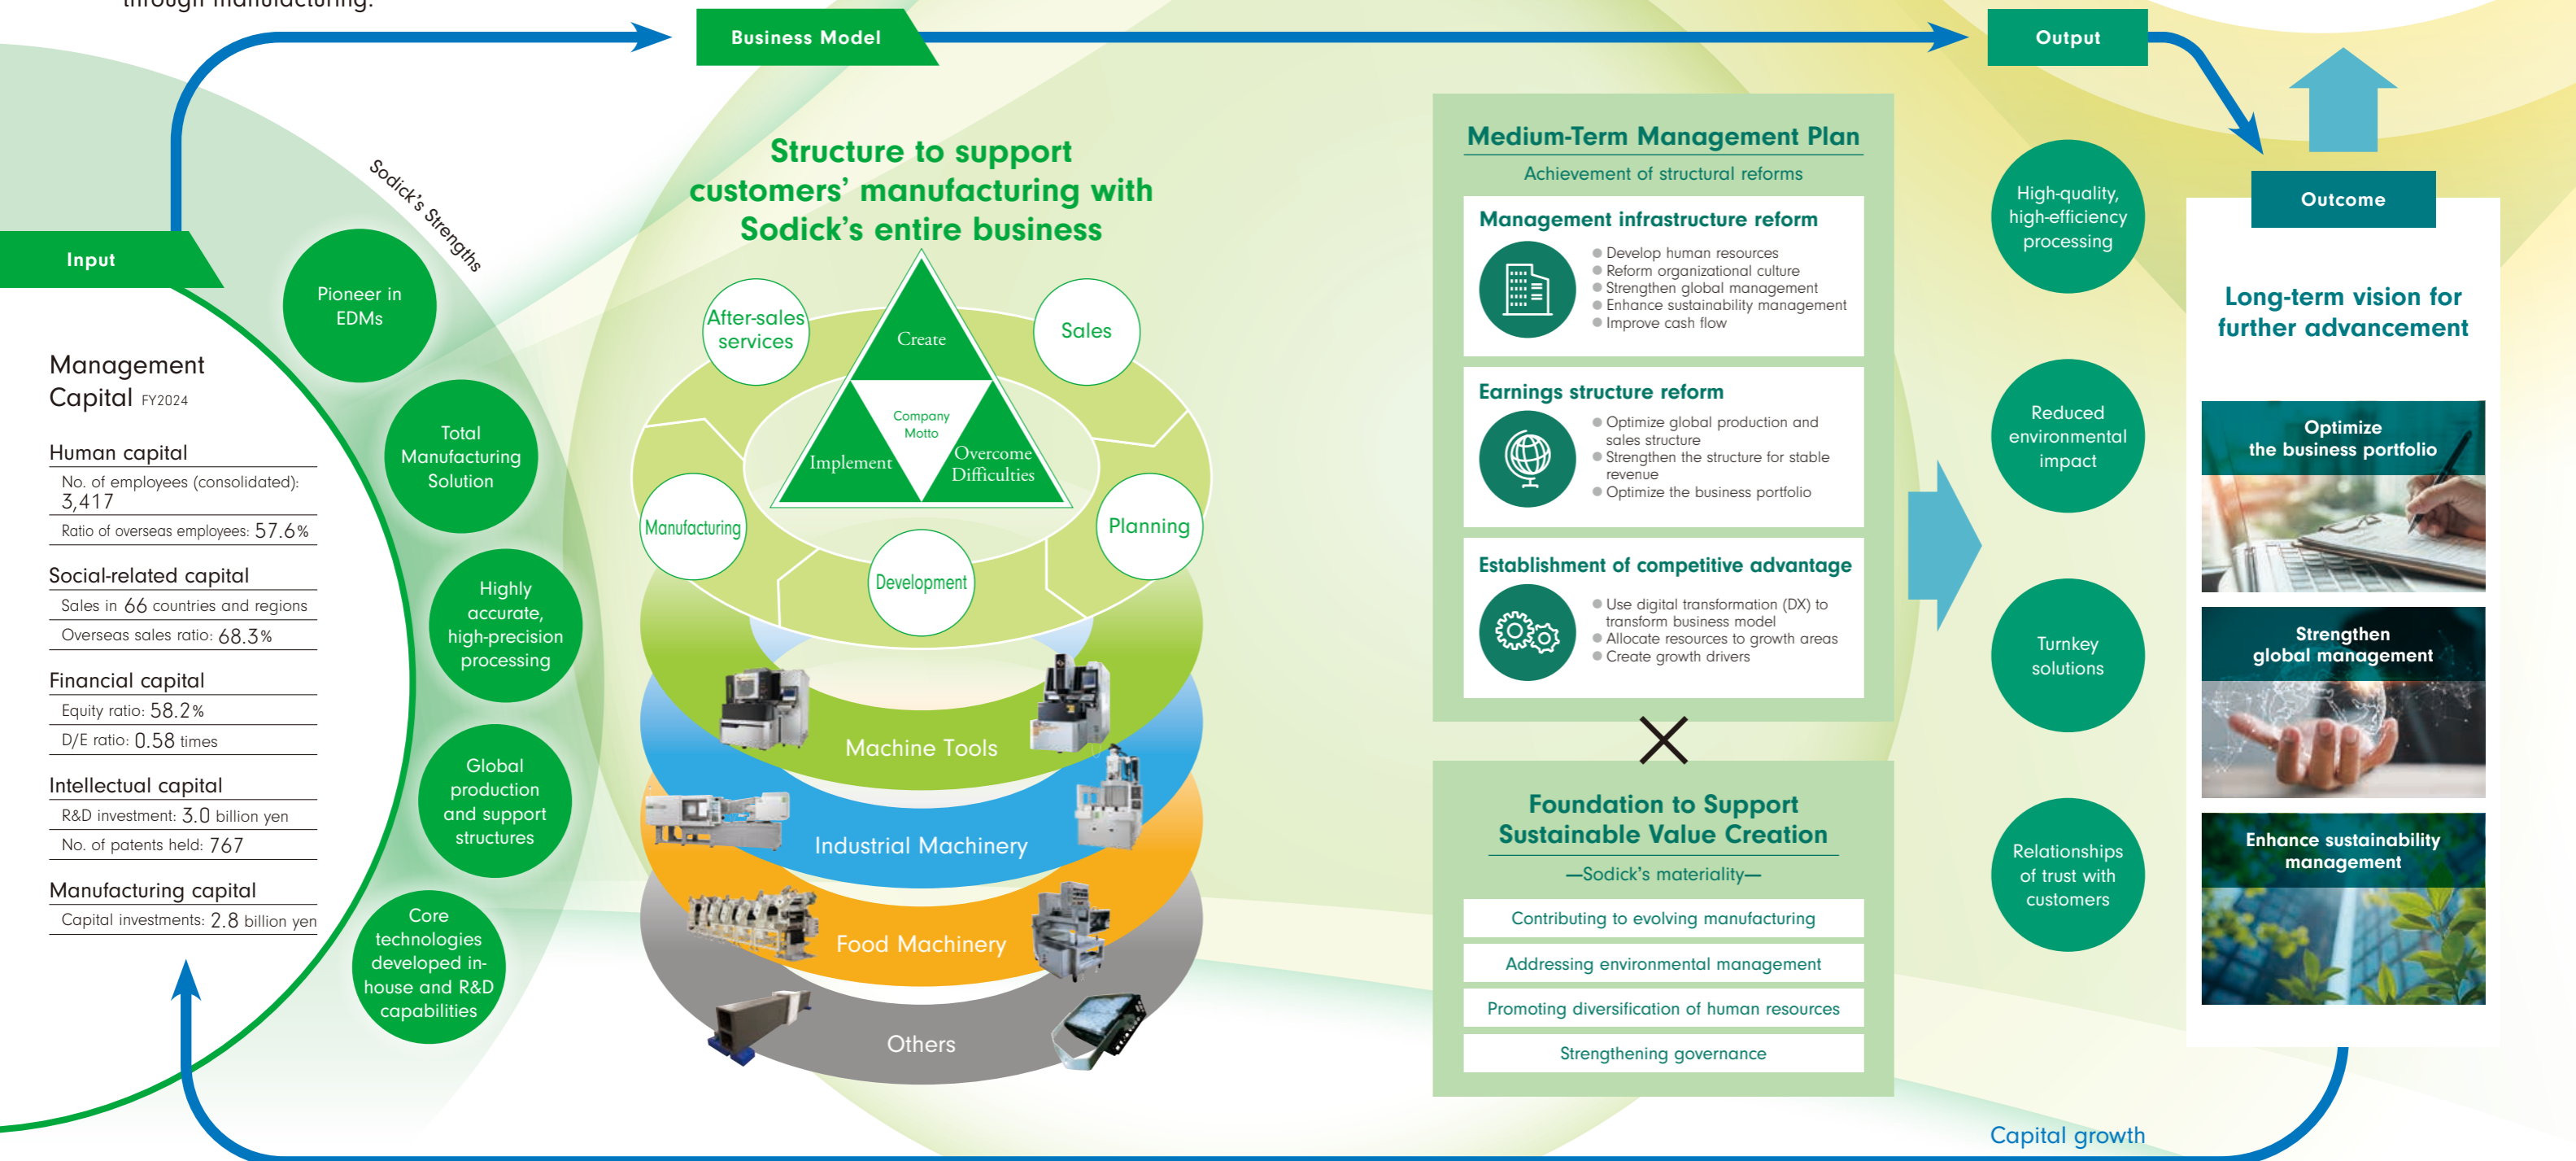 through manufacturing.
Business Model
Output
Input
Sodick's Strengths
Management
Capital FY2024
Human capital
No. of employees (consolidated):
3,417
Ratio of overseas employees: 57.6%
Social-related capital
Sales in 66 countries and regions
Overseas sales ratio: 68.3%
Financial capital
Equity ratio: 58.2%
D/E ratio: 0.58 times
Intellectual capital
R&D investment: 3.0 billion yen
No. of patents held: 767
Manufacturing capital
Capital investments: 2.8 billion yen
Pioneer in
EDMs
Total
Manufacturing
Solution
Highly
accurate,
high-precision
processing
Global
production
and support
structures
Core
technologies
developed in-
house and R&D
capabilities
Structure to support
customers' manufacturing with
Sodick's entire business
After-sales
services
Sales
Create
Company
Motto
Implement
Overcome
Difficulties
Manufacturing
Planning
Development
Machine Tools
Industrial Machinery
Food Machinery
Others
Medium-Term Management Plan
Achievement of structural reforms
Management infrastructure reform
● Develop human resources
● Reform organizational culture
● Strengthen global management
● Enhance sustainability management
● Improve cash flow
Earnings structure reform
● Optimize global production and
sales structure
● Strengthen the structure for stable
revenue
● Optimize the business portfolio
Establishment of competitive advantage
● Use digital transformation (DX) to
transform business model
● Allocate resources to growth areas
● Create growth drivers
×
Foundation to Support
Sustainable Value Creation
—Sodick's materiality—
Contributing to evolving manufacturing
Addressing environmental management
Promoting diversification of human resources
Strengthening governance
High-quality,
high-efficiency
processing
Reduced
environmental
impact
Turnkey
solutions
Relationships
of trust with
customers
Outcome
Long-term vision for
further advancement
Optimize
the business portfolio
Strengthen
global management
Enhance sustainability
management
Capital growth